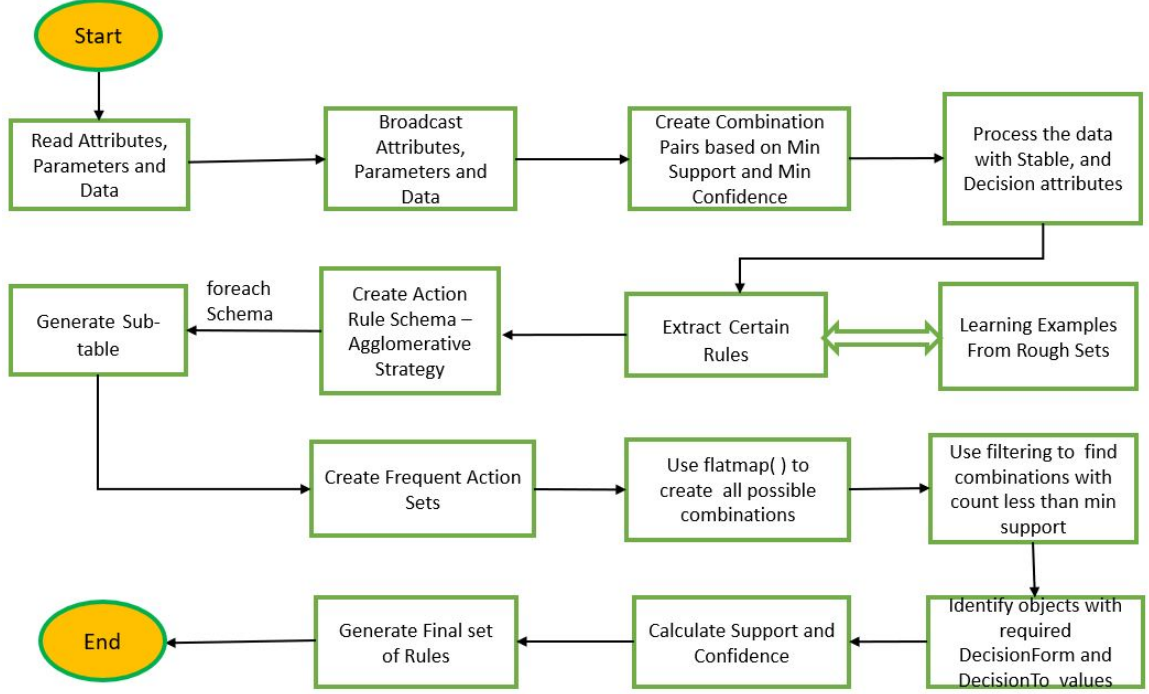 Start
Read Attributes,
Parameters and
Data
Broadcast
Attributes,
Parameters and
Data
Create Combination
Pairs based on Min
Support and Min
Confidence
Process the data
with Stable, and
Decision attributes
Extract Certain
Rules
Learning Examples
From Rough Sets
Create Action
Rule Schema –
Agglomerative
Strategy
foreach
Schema
Generate Sub-
table
Create Frequent Action
Sets
Use flatmap( ) to
create all possible
combinations
Use filtering to find
combinations with
count less than min
support
Identify objects with
required
DecisionForm and
DecisionTo values
Calculate Support and
Confidence
Generate Final set
of Rules
End